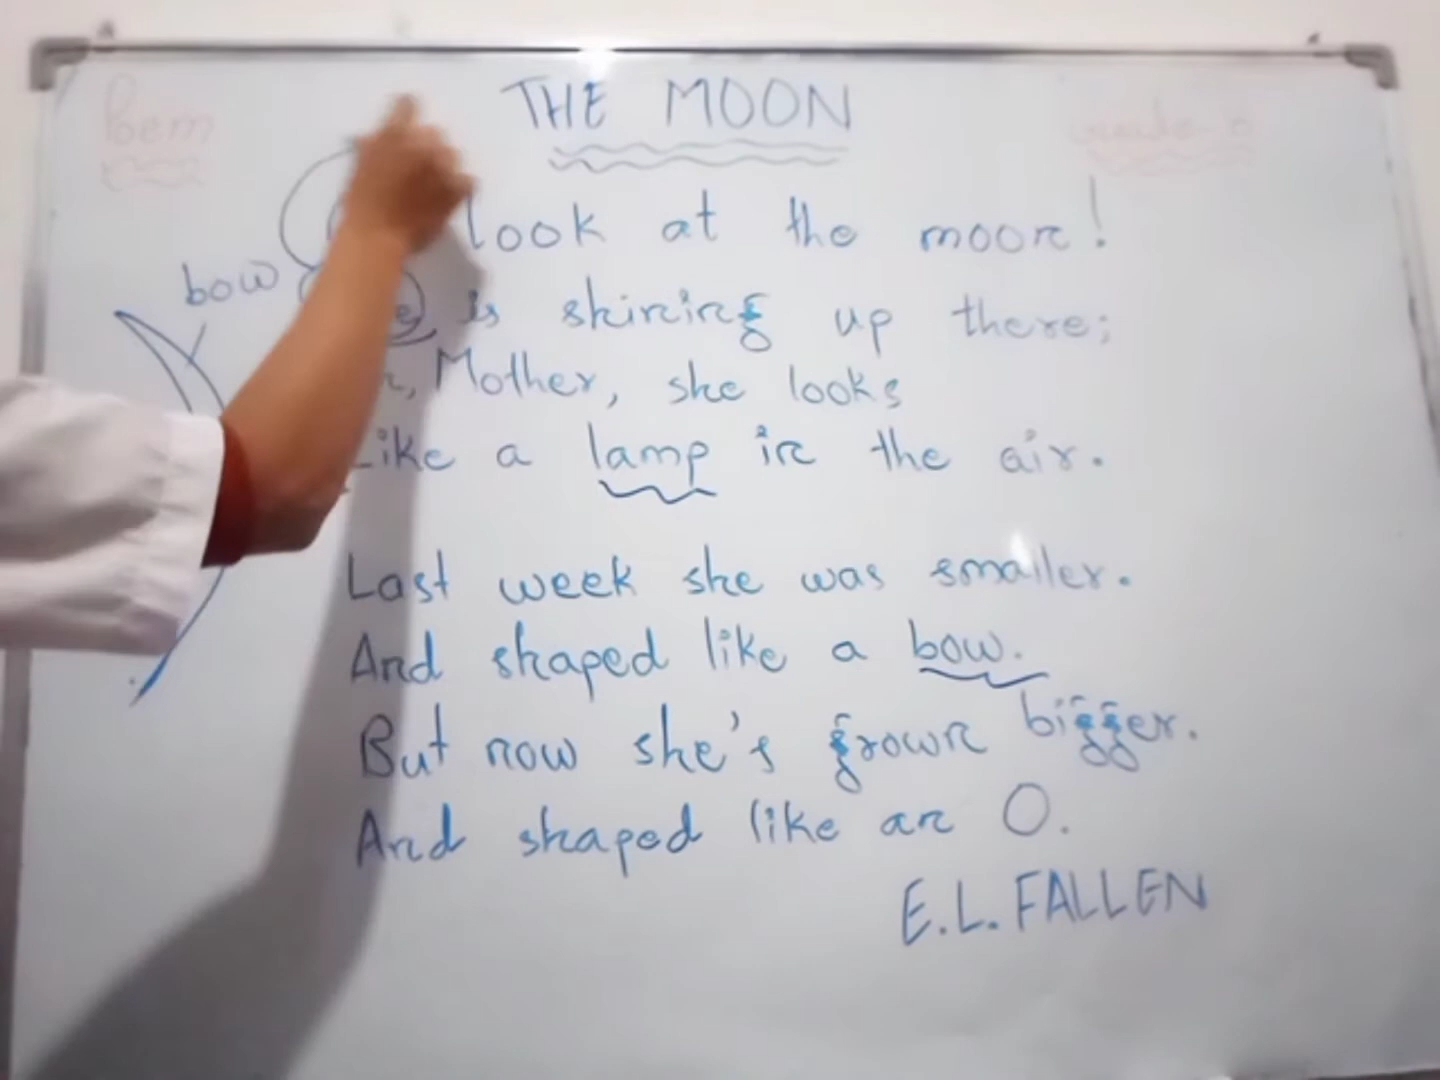 Poem
THE MOON
look at the moon!
bow
is shining up there;
Mother, she looks
Like a lamp in the air.
Last week she was smaller.
And shaped like a bow.
But now she's grown bigger.
And shaped like an O.
E.L. FALLEN